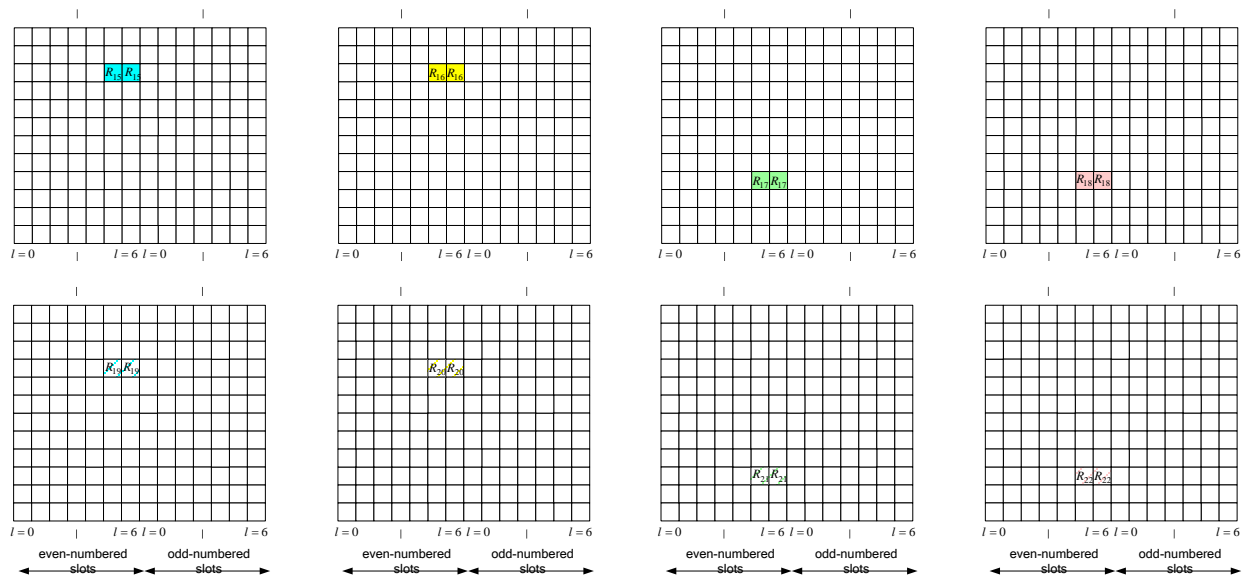 R15 R15
R16 R16
R17 R17
R18 R18
l = 0 l = 6 l = 0 l = 6
l = 0 l = 6 l = 0 l = 6
l = 0 l = 6 l = 0 l = 6
l = 0 l = 6 l = 0 l = 6
R19 R19
R20 R20
R21 R21
R22 R22
l = 0 l = 6 l = 0 l = 6
l = 0 l = 6 l = 0 l = 6
l = 0 l = 6 l = 0 l = 6
l = 0 l = 6 l = 0 l = 6
even-numbered
slots
odd-numbered
slots
even-numbered
slots
odd-numbered
slots
even-numbered
slots
odd-numbered
slots
even-numbered
slots
odd-numbered
slots